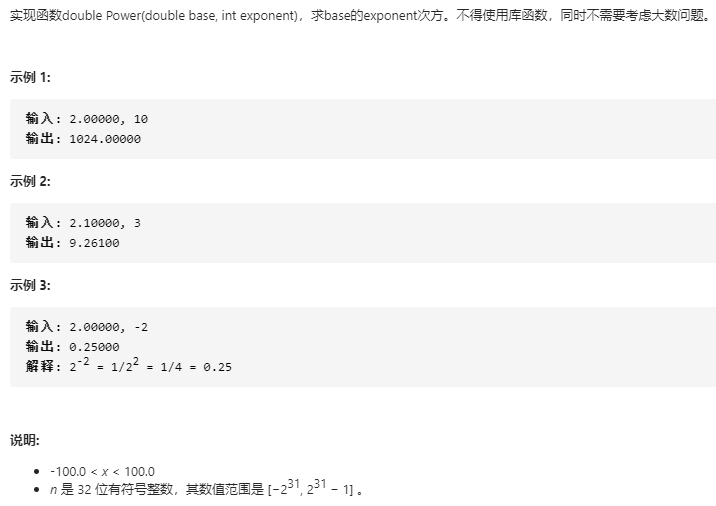 实现函数double Power(double base, int exponent)，求base的exponent次方。不得使用库函数，同时不需要考虑大数问题。
示例 1:
输入: 2.00000, 10
输出: 1024.00000
示例 2:
输入: 2.10000, 3
输出: 9.26100
示例 3:
输入: 2.00000, -2
输出: 0.25000
解释: 2⁻² = 1/2² = 1/4 = 0.25
说明:
• -100.0 < x < 100.0
• n 是 32 位有符号整数，其数值范围是 [−2³¹, 2³¹ − 1] 。